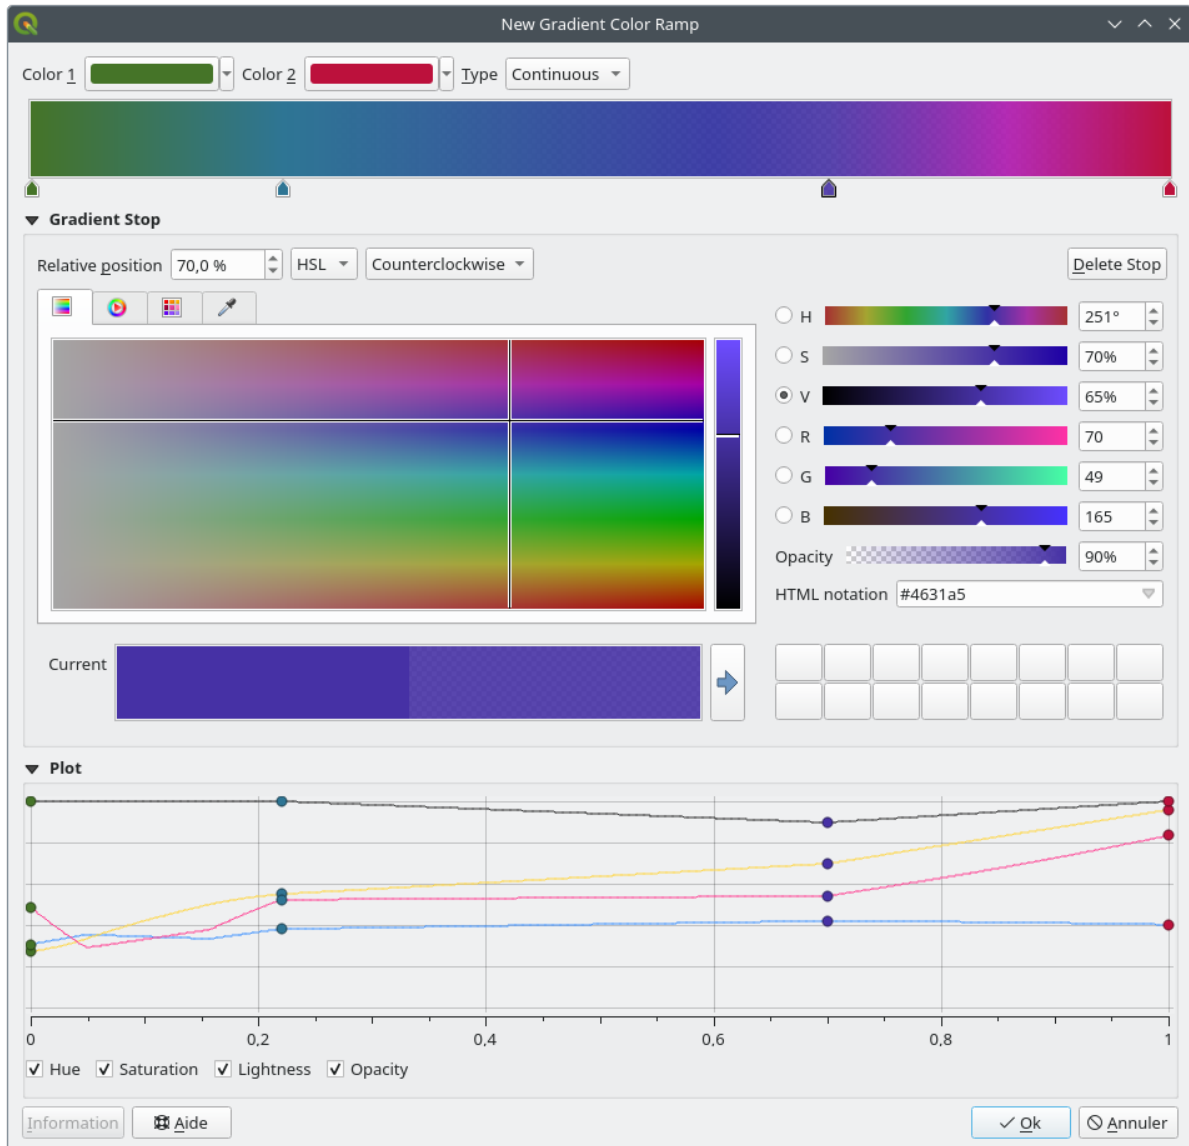 New Gradient Color Ramp
Color 1 Color 2 Type Continuous
Gradient Stop
Relative position 70,0 % HSL Counterclockwise Delete Stop
H 251°
S 70%
V 65%
R 70
G 49
B 165
Opacity 90%
HTML notation #4631a5
Current
Plot
0 0,2 0,4 0,6 0,8 1
Hue Saturation Lightness Opacity
Information Aide Ok Annuler